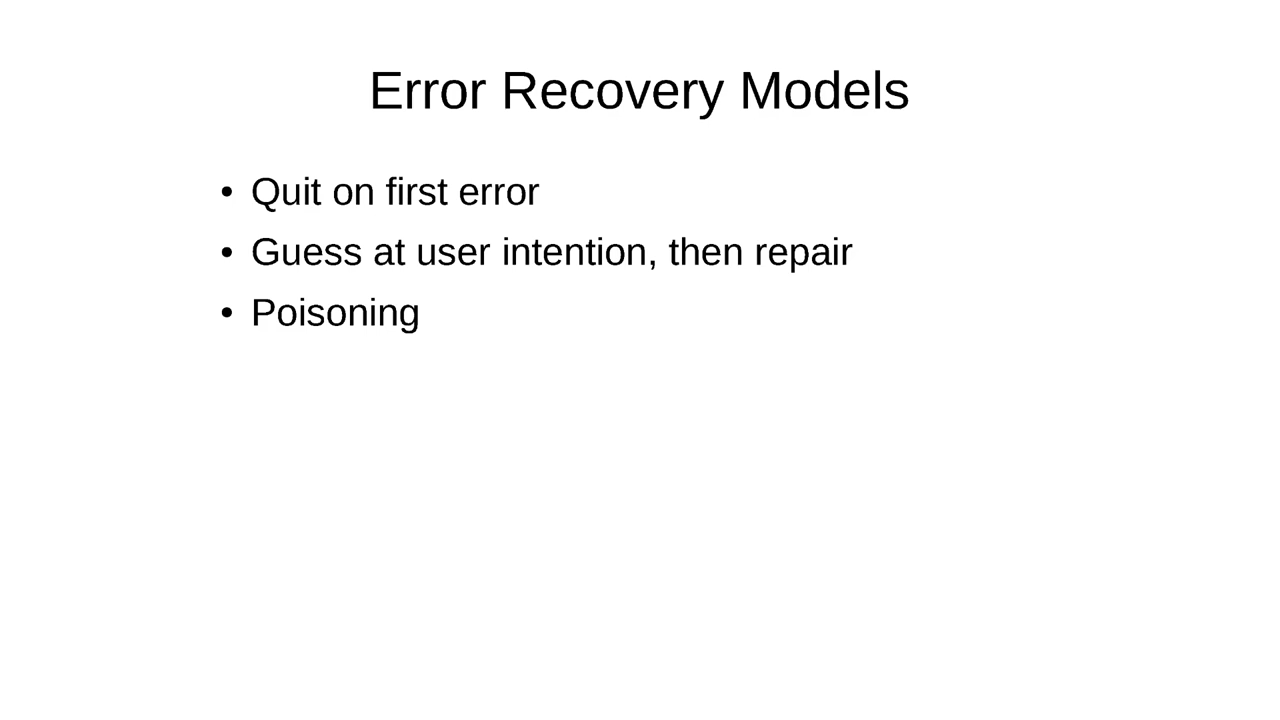 Error Recovery Models
• Quit on first error
• Guess at user intention, then repair
• Poisoning